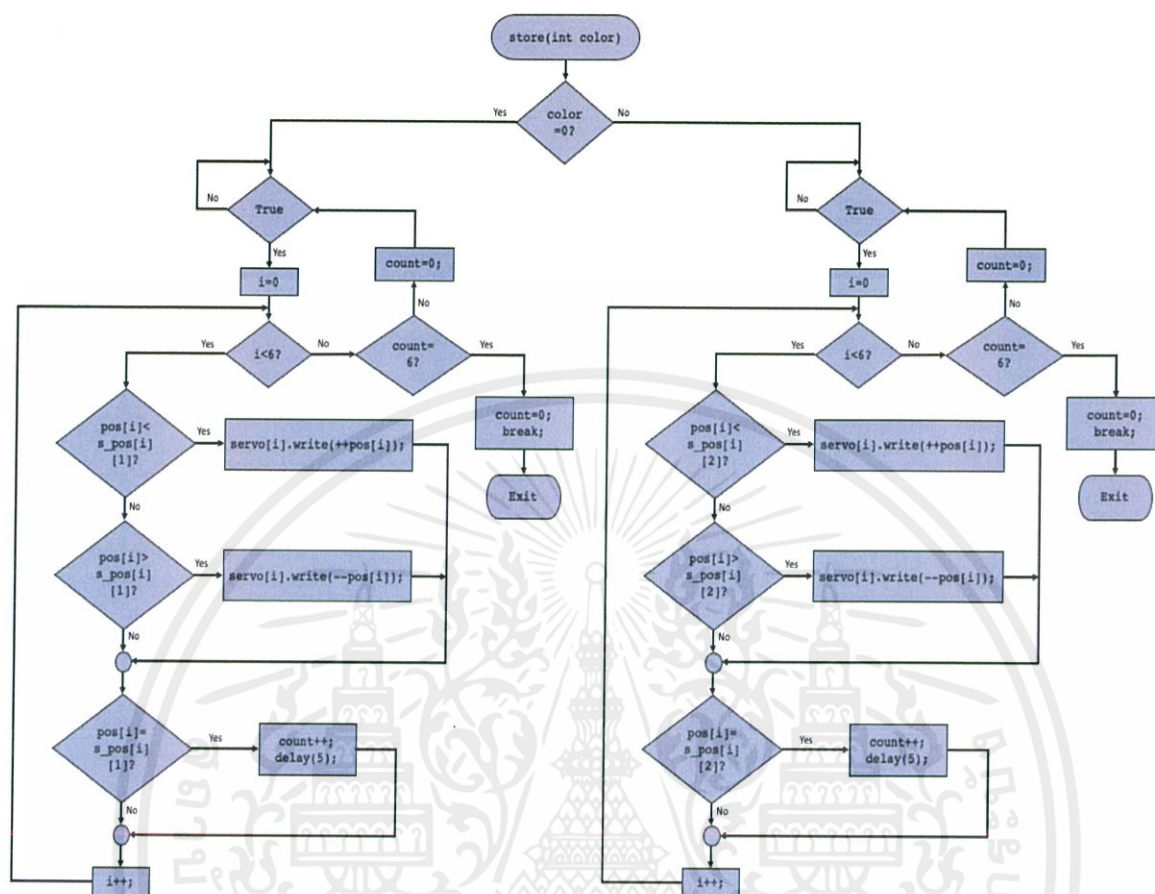 store(int color)
color
=0?
Yes
No
True
No
Yes
i=0
count=0;
No
i<6?
Yes
No
count=
6?
Yes
count=0;
break;
Exit
pos[i]<
s_pos[i]
[1]?
Yes
servo[i].write(++pos[i]);
No
pos[i]>
s_pos[i]
[1]?
Yes
servo[i].write(--pos[i]);
No
pos[i]=
s_pos[i]
[1]?
Yes
count++;
delay(5);
No
i++;
True
No
Yes
i=0
count=0;
No
i<6?
Yes
No
count=
6?
Yes
count=0;
break;
Exit
pos[i]<
s_pos[i]
[2]?
Yes
servo[i].write(++pos[i]);
No
pos[i]>
s_pos[i]
[2]?
Yes
servo[i].write(--pos[i]);
No
pos[i]=
s_pos[i]
[2]?
Yes
count++;
delay(5);
No
i++;